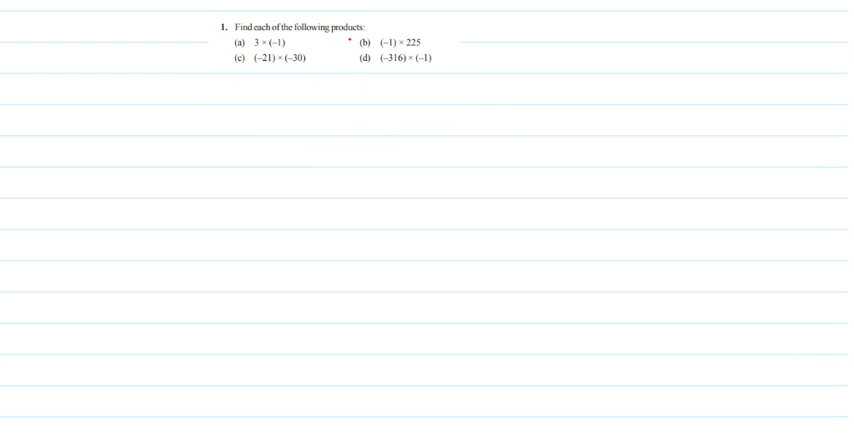 1. Find each of the following products:
(a) 3 × (–1) (b) (–1) × 225
(c) (–21) × (–30) (d) (–316) × (–1)